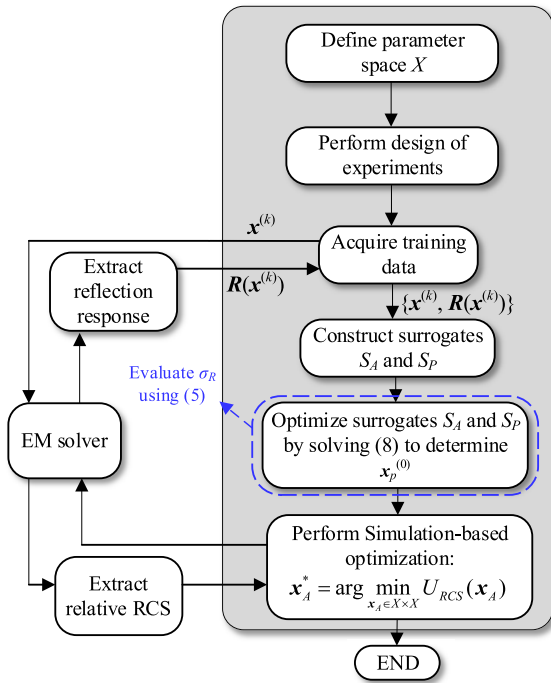 Define parameter
space X
Perform design of
experiments
x^(k)
Acquire training
data
Extract
reflection
response
R(x^(k))
{x^(k), R(x^(k))}
Construct surrogates
S_A and S_P
Evaluate σ_R
using (5)
Optimize surrogates S_A and S_P
by solving (8) to determine
x_p^(0)
EM solver
Perform Simulation-based
optimization:
x_A^* = arg min_{x_A∈X×X} U_RCS(x_A)
Extract
relative RCS
END